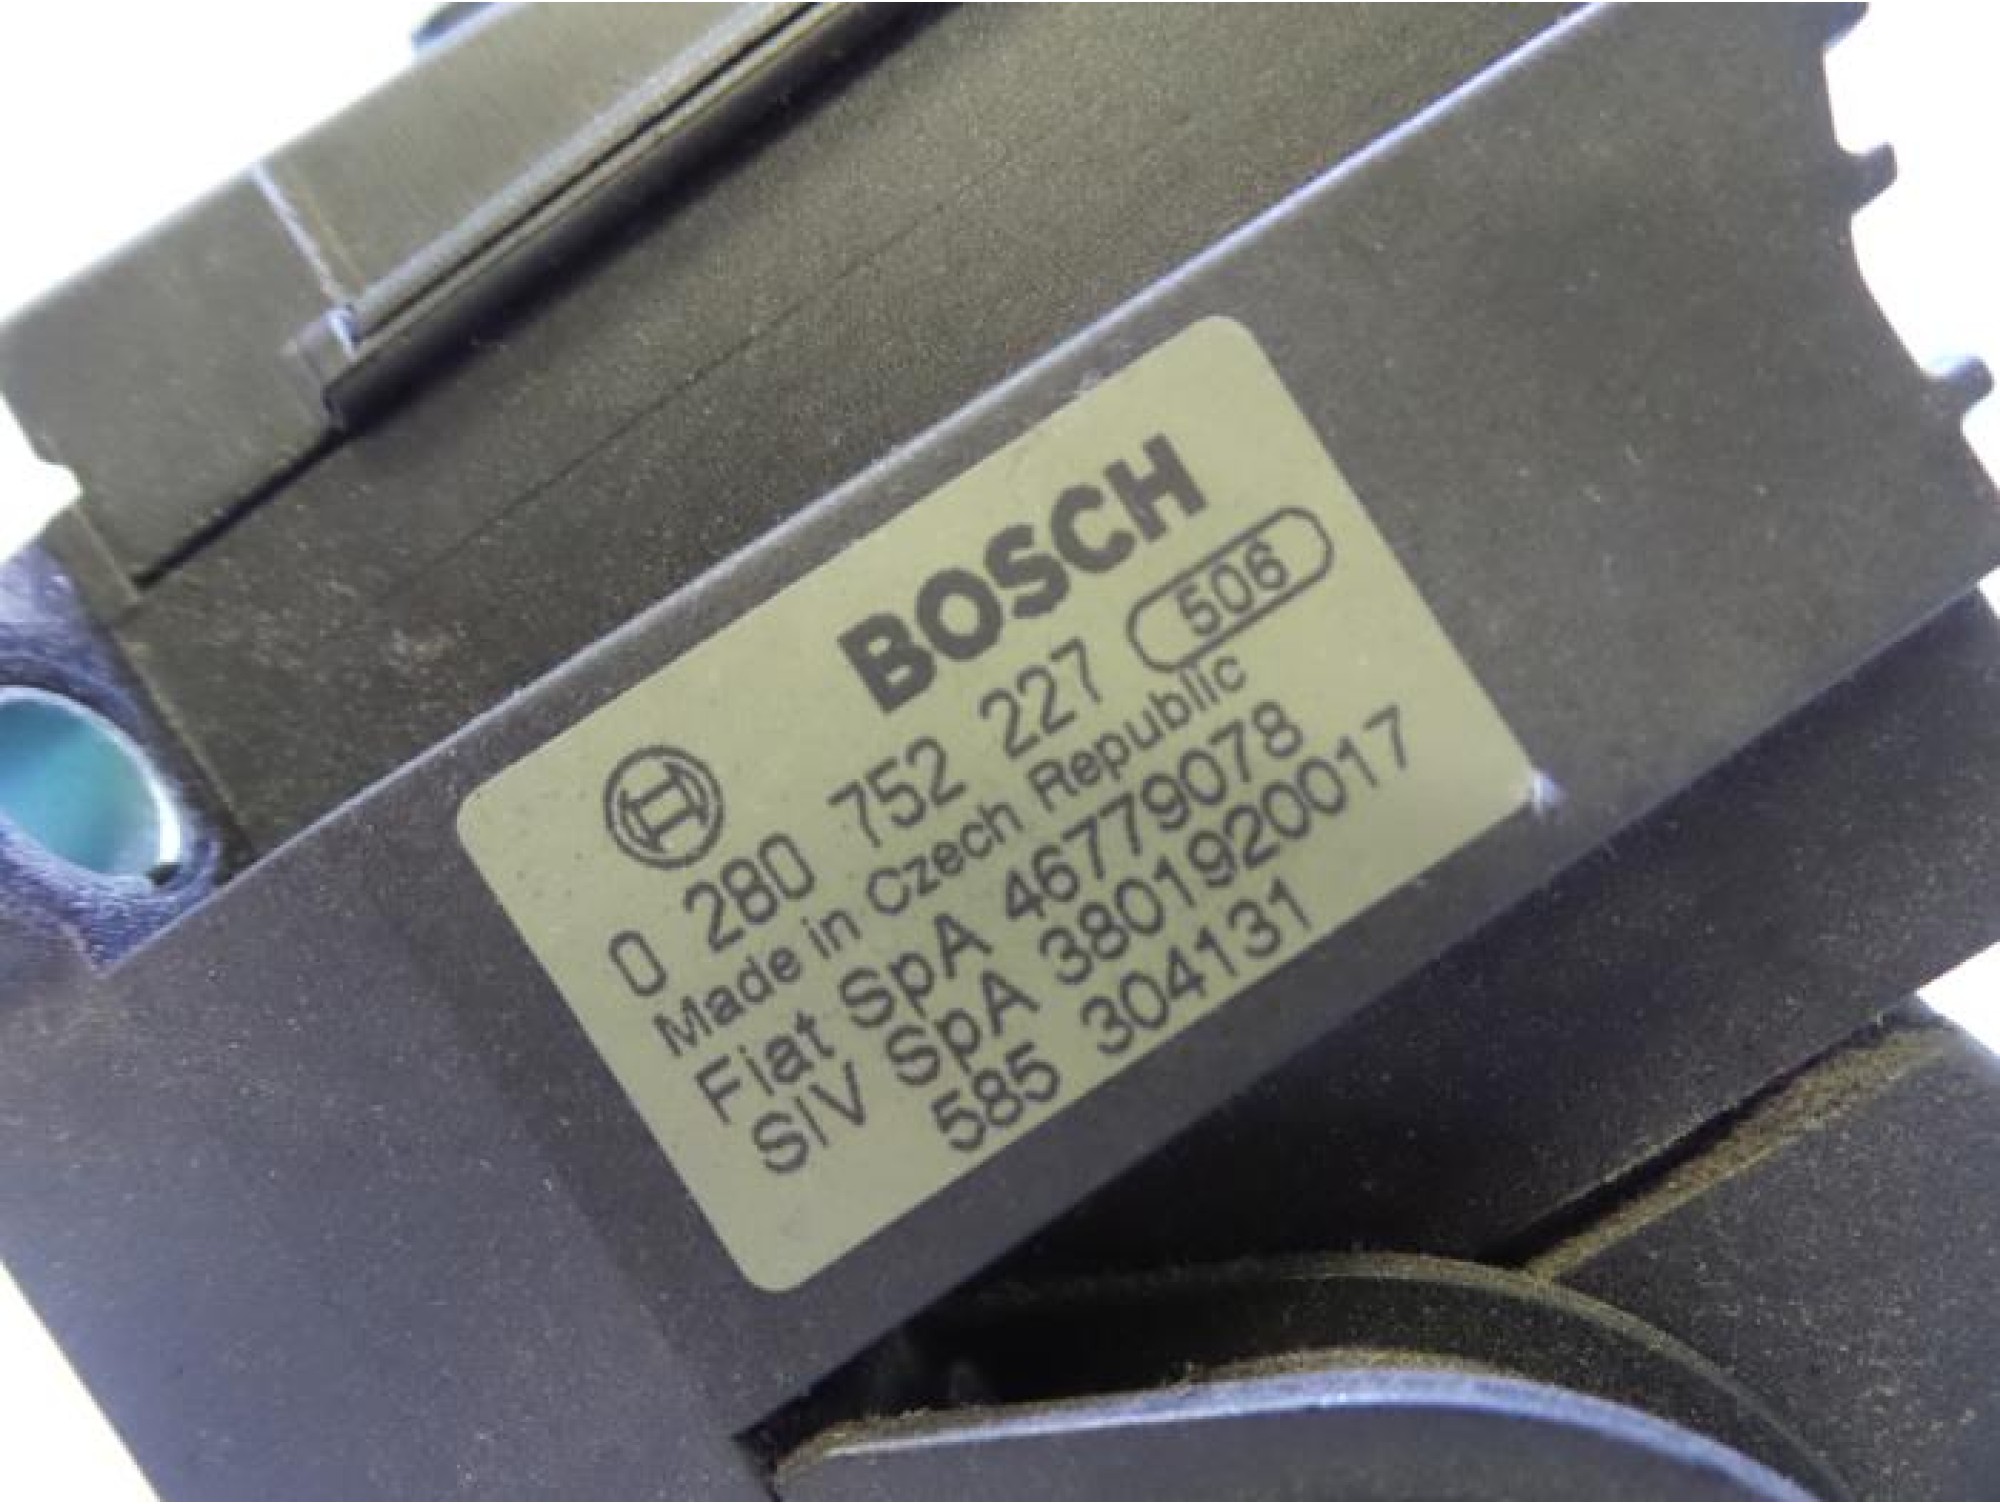 BOSCH
0 280 752 227 506
Made in Czech Republic
Fiat SpA 46779078
SIV SpA 3801920017
585 304131